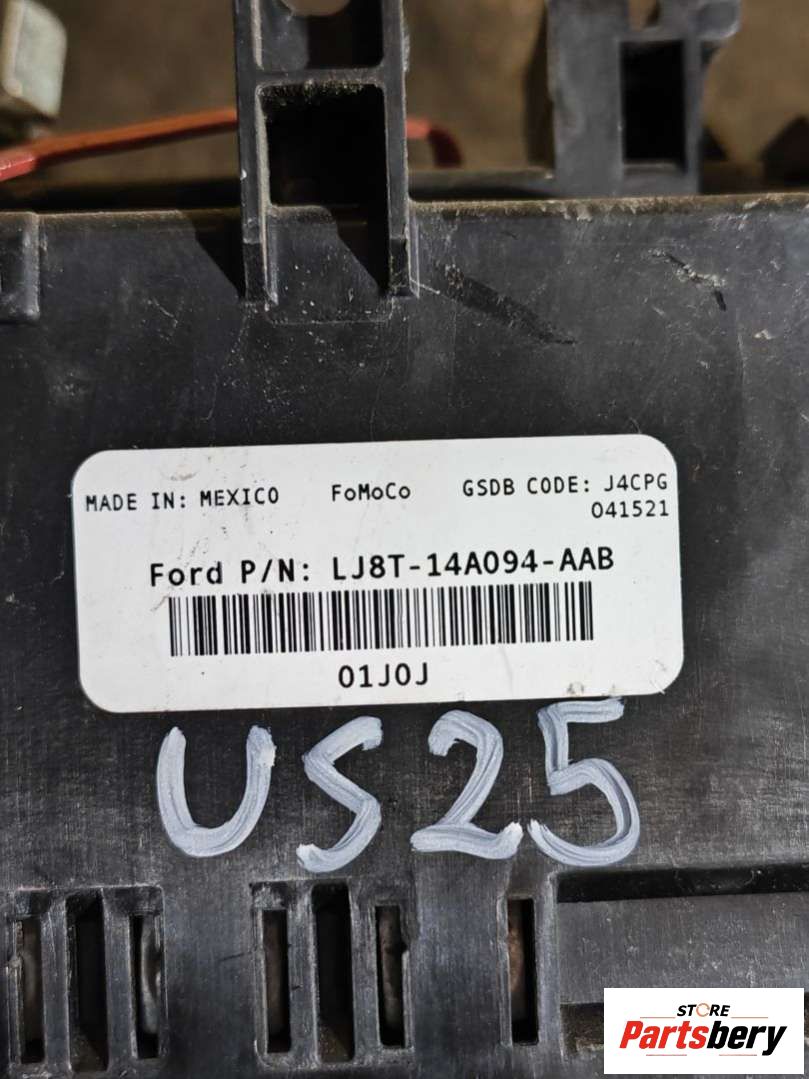 MADE IN: MEXICO FoMoCo GSDB CODE: J4CPG
041521
Ford P/N: LJ8T-14A094-AAB
01J0J
US25
STORE
Partsbery